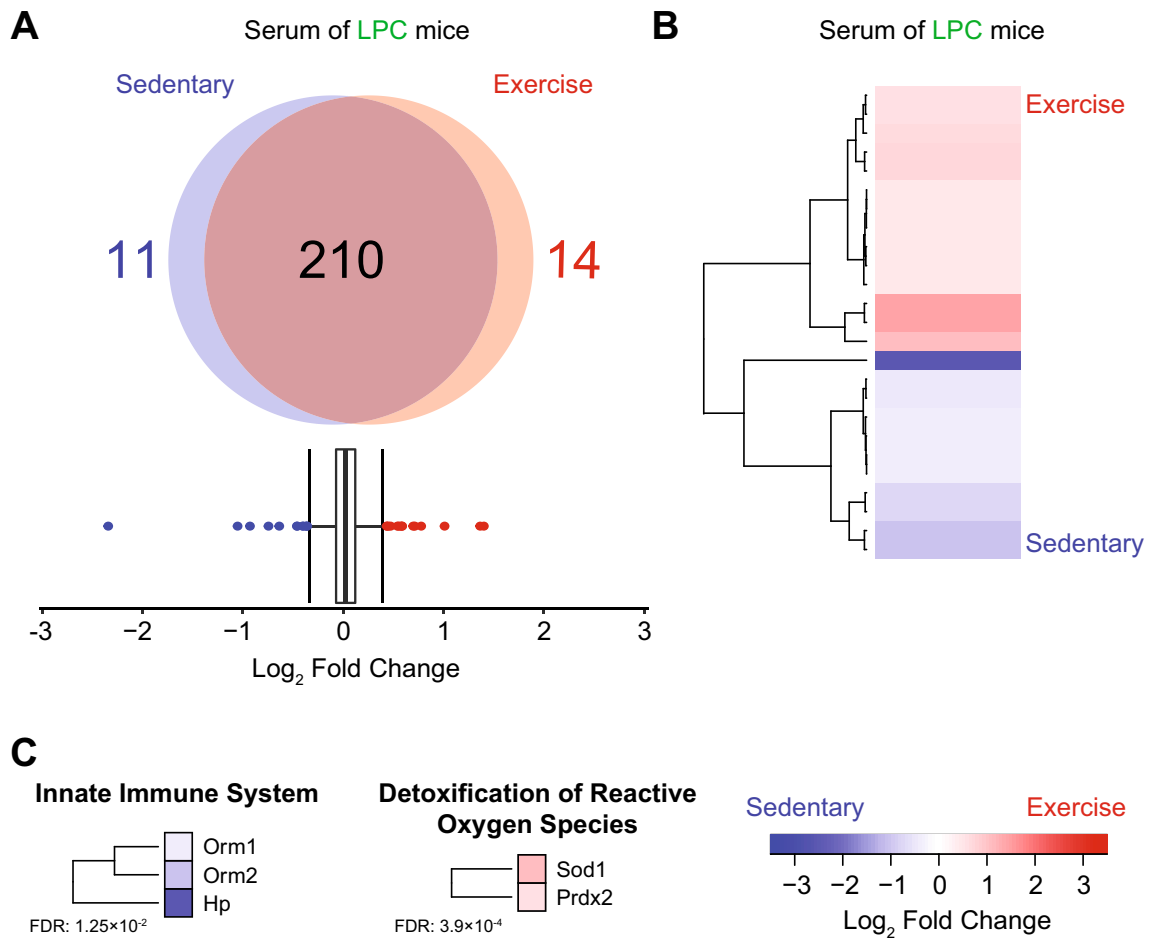 A
Serum of LPC mice
Sedentary
Exercise
11
210
14
-3 −2 −1 0 1 2 3
Log2 Fold Change
B
Serum of LPC mice
Exercise
Sedentary
C
Innate Immune System
Orm1
Orm2
Hp
FDR: 1.25×10-2
Detoxification of Reactive
Oxygen Species
Sod1
Prdx2
FDR: 3.9×10-4
Sedentary
Exercise
−3 −2 −1 0 1 2 3
Log2 Fold Change